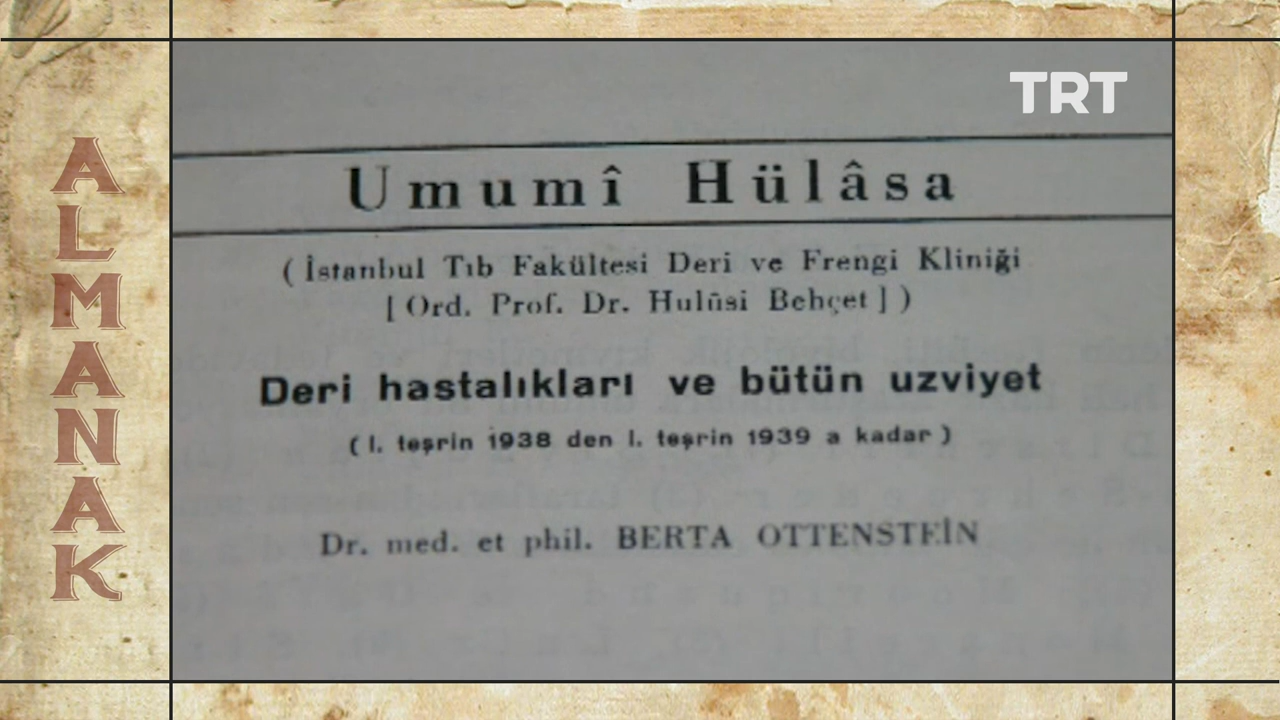 ALMANAK
TRT
Umumî Hülâsa
( İstanbul Tıb Fakültesi Deri ve Frengi Kliniği
[ Ord. Prof. Dr. Hulûsi Behçet ] )
Deri hastalıkları ve bütün uzviyet
( I. teşrin 1938 den I. teşrin 1939 a kadar )
Dr. med. et phil. BERTA OTTENSTEİN